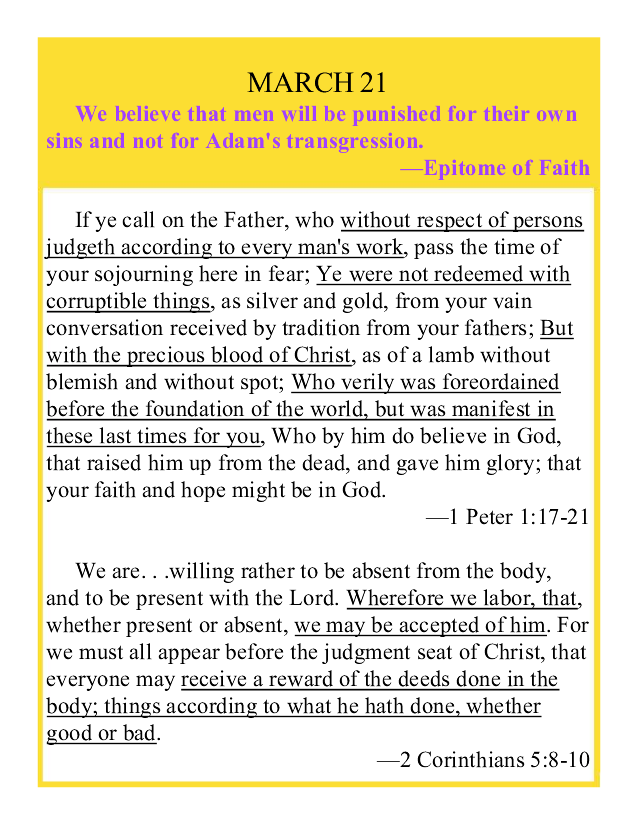 MARCH 21
We believe that men will be punished for their own
sins and not for Adam's transgression.
—Epitome of Faith
If ye call on the Father, who without respect of persons
judgeth according to every man's work, pass the time of
your sojourning here in fear; Ye were not redeemed with
corruptible things, as silver and gold, from your vain
conversation received by tradition from your fathers; But
with the precious blood of Christ, as of a lamb without
blemish and without spot; Who verily was foreordained
before the foundation of the world, but was manifest in
these last times for you, Who by him do believe in God,
that raised him up from the dead, and gave him glory; that
your faith and hope might be in God.
—1 Peter 1:17-21
We are. . .willing rather to be absent from the body,
and to be present with the Lord. Wherefore we labor, that,
whether present or absent, we may be accepted of him. For
we must all appear before the judgment seat of Christ, that
everyone may receive a reward of the deeds done in the
body; things according to what he hath done, whether
good or bad.
—2 Corinthians 5:8-10